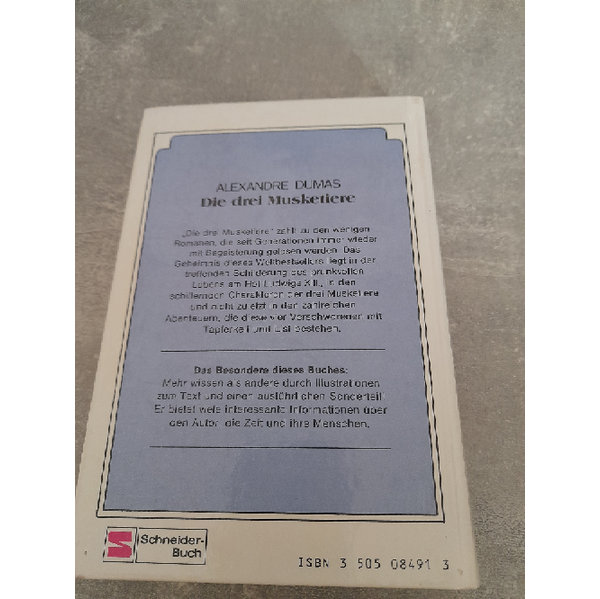 ALEXANDRE DUMAS
Die drei Musketiere
„Die drei Musketiere“ zählt zu den wenigen
Romanen, die seit Generationen immer wieder
mit Begeisterung gelesen werden. Das
Geheimnis dieses Weltbestsellers liegt in der
treffenden Schilderung des prunkvollen
Lebens am Hof Ludwigs XIII., in den
schillernden Charakteren der drei Musketiere
und nicht zuletzt in den zahlreichen
Abenteuern, die diese vier Verschworenen mit
Tapferkeit und List bestehen.
Das Besondere dieses Buches:
Mehr wissen als andere durch Illustrationen
zum Text und einen ausführlichen Sonderteil.
Er bietet viele interessante Informationen über
den Autor, die Zeit und ihre Menschen.
Schneider-
Buch
ISBN 3 505 08491 3